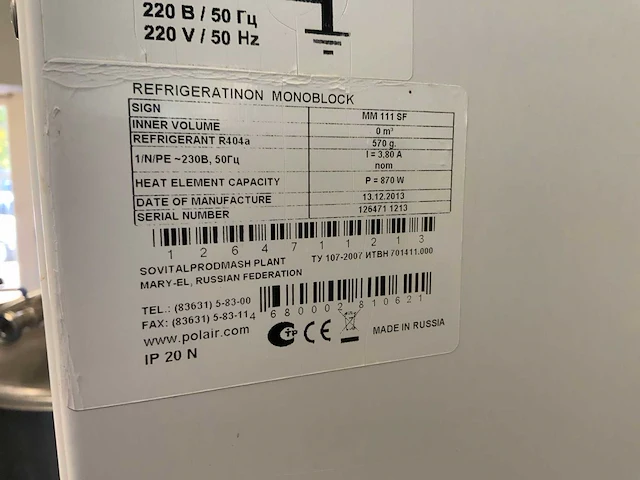 220 В / 50 Гц
220 V / 50 Hz
REFRIGERATINON MONOBLOCK
SIGN MM 111 SF
INNER VOLUME 0 m³
REFRIGERANT R404a 570 g.
1/N/PE ~230В, 50Гц I = 3,80 A nom
HEAT ELEMENT CAPACITY P = 870 W
DATE OF MANUFACTURE 13.12.2013
SERIAL NUMBER 126471 1213
1 2 6 4 7 1 1 2 1 3
SOVITALPRODMASH PLANT ТУ 107-2007 ИТВН 701411.000
MARY-EL, RUSSIAN FEDERATION
TEL.: (83631) 5-83-00
FAX: (83631) 5-83-11
4 680002 810621
www.polair.com
IP 20 N
CE
MADE IN RUSSIA